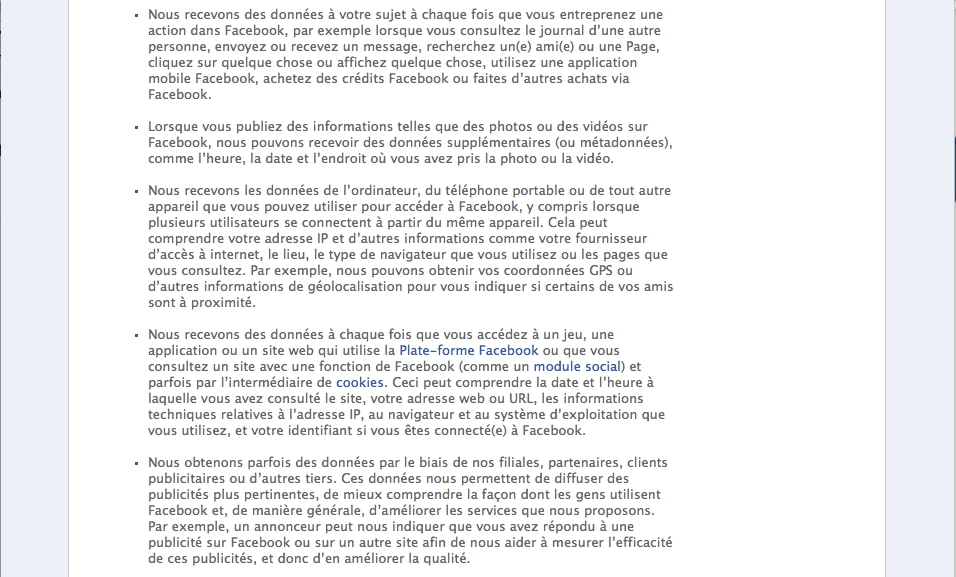 Nous recevons des données à votre sujet à chaque fois que vous entreprenez une
action dans Facebook, par exemple lorsque vous consultez le journal d’une autre
personne, envoyez ou recevez un message, recherchez un(e) ami(e) ou une Page,
cliquez sur quelque chose ou affichez quelque chose, utilisez une application
mobile Facebook, achetez des crédits Facebook ou faites d’autres achats via
Facebook.
Lorsque vous publiez des informations telles que des photos ou des vidéos sur
Facebook, nous pouvons recevoir des données supplémentaires (ou métadonnées),
comme l’heure, la date et l’endroit où vous avez pris la photo ou la vidéo.
Nous recevons les données de l’ordinateur, du téléphone portable ou de tout autre
appareil que vous pouvez utiliser pour accéder à Facebook, y compris lorsque
plusieurs utilisateurs se connectent à partir du même appareil. Cela peut
comprendre votre adresse IP et d’autres informations comme votre fournisseur
d’accès à internet, le lieu, le type de navigateur que vous utilisez ou les pages que
vous consultez. Par exemple, nous pouvons obtenir vos coordonnées GPS ou
d’autres informations de géolocalisation pour vous indiquer si certains de vos amis
sont à proximité.
Nous recevons des données à chaque fois que vous accédez à un jeu, une
application ou un site web qui utilise la Plate-forme Facebook ou que vous
consultez un site avec une fonction de Facebook (comme un module social) et
parfois par l’intermédiaire de cookies. Ceci peut comprendre la date et l’heure à
laquelle vous avez consulté le site, votre adresse web ou URL, les informations
techniques relatives à l’adresse IP, au navigateur et au système d’exploitation que
vous utilisez, et votre identifiant si vous êtes connecté(e) à Facebook.
Nous obtenons parfois des données par le biais de nos filiales, partenaires, clients
publicitaires ou d’autres tiers. Ces données nous permettent de diffuser des
publicités plus pertinentes, de mieux comprendre la façon dont les gens utilisent
Facebook et, de manière générale, d’améliorer les services que nous proposons.
Par exemple, un annonceur peut nous indiquer que vous avez répondu à une
publicité sur Facebook ou sur un autre site afin de nous aider à mesurer l’efficacité
de ces publicités, et donc d’en améliorer la qualité.